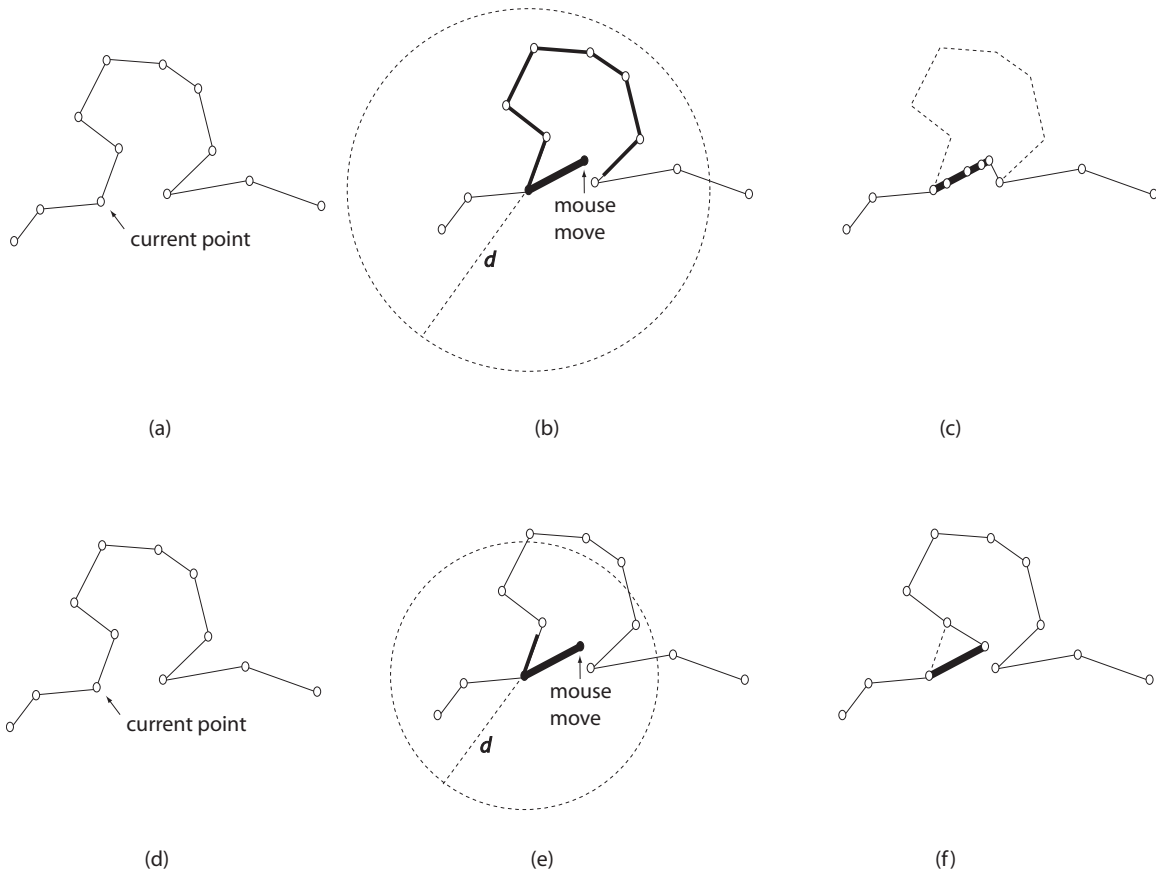 current point
mouse
move
d
(a)
(b)
(c)
current point
mouse
move
d
(d)
(e)
(f)